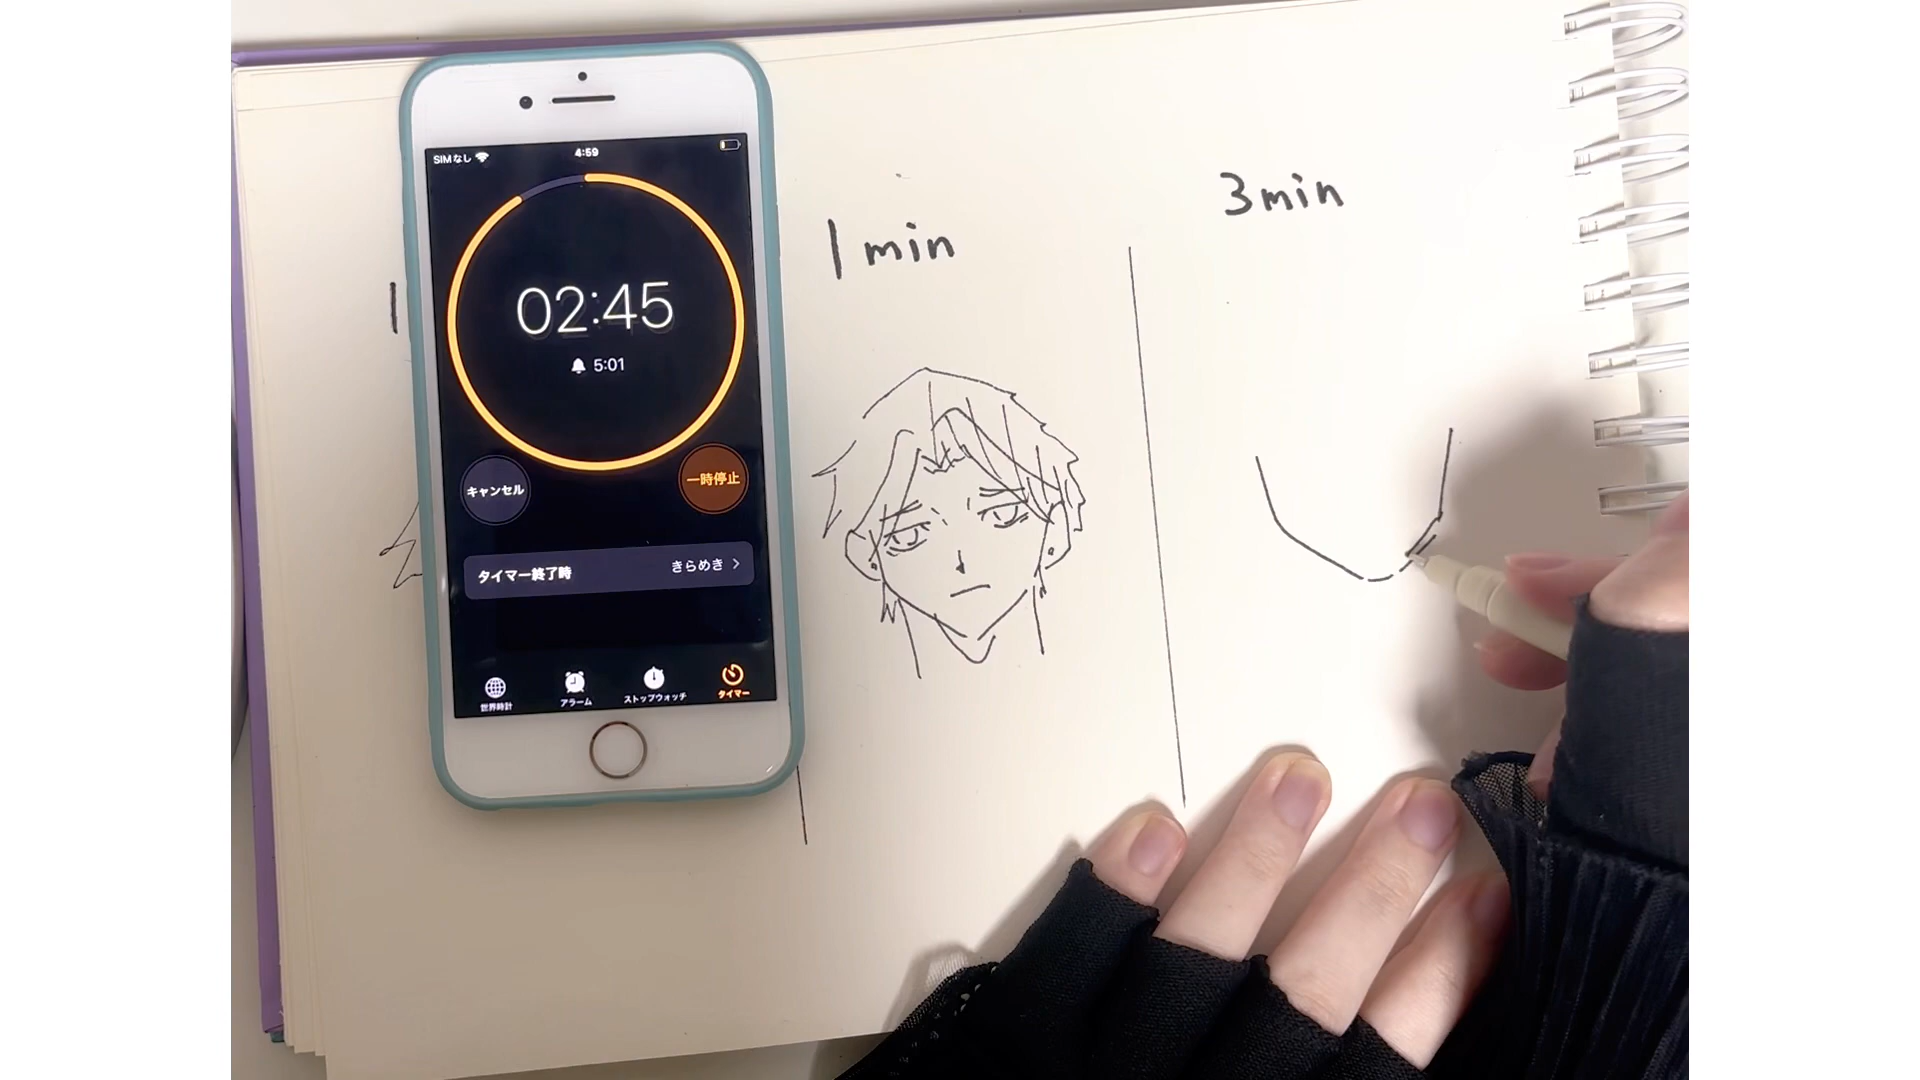 SIMなし 4:59
02:45
5:01
キャンセル 一時停止
タイマー終了時 きらめき
世界時計 アラーム ストップウォッチ タイマー
1 min
3min